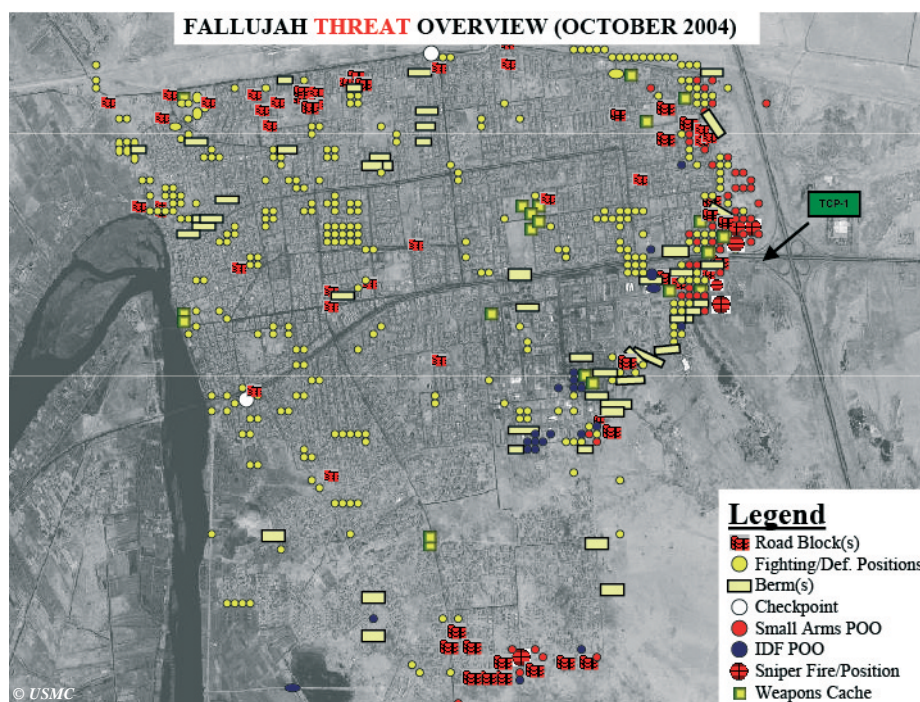 FALLUJAH THREAT OVERVIEW (OCTOBER 2004)
TCP-1
Legend
Road Block(s)
Fighting/Def. Positions
Berm(s)
Checkpoint
Small Arms POO
IDF POO
Sniper Fire/Position
Weapons Cache
© USMC